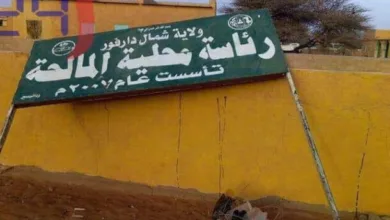 ولاية شمال دارفور
رئاسة محلية المالحة
تأسست عام ٢٠٠٧م